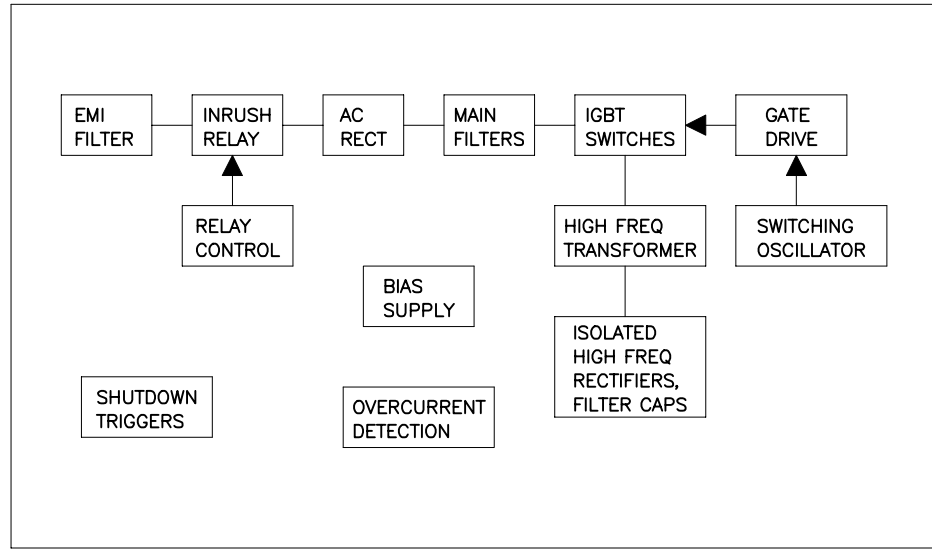 EMI
FILTER
INRUSH
RELAY
AC
RECT
MAIN
FILTERS
IGBT
SWITCHES
GATE
DRIVE
RELAY
CONTROL
HIGH FREQ
TRANSFORMER
SWITCHING
OSCILLATOR
BIAS
SUPPLY
ISOLATED
HIGH FREQ
RECTIFIERS,
FILTER CAPS
SHUTDOWN
TRIGGERS
OVERCURRENT
DETECTION